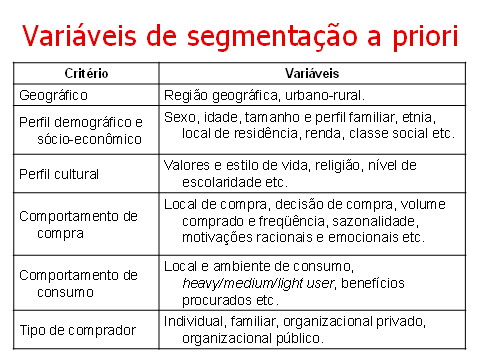 Variáveis de segmentação a priori
Critério Variáveis
Geográfico Região geográfica, urbano-rural.
Perfil demográfico e Sexo, idade, tamanho e perfil familiar, etnia,
sócio-econômico local de residência, renda, classe social etc.
Perfil cultural Valores e estilo de vida, religião, nível de
escolaridade etc.
Comportamento de Local de compra, decisão de compra, volume
compra comprado e freqüência, sazonalidade,
motivações racionais e emocionais etc.
Comportamento de Local e ambiente de consumo,
consumo heavy/medium/light user, benefícios
procurados etc.
Tipo de comprador Individual, familiar, organizacional privado,
organizacional público.